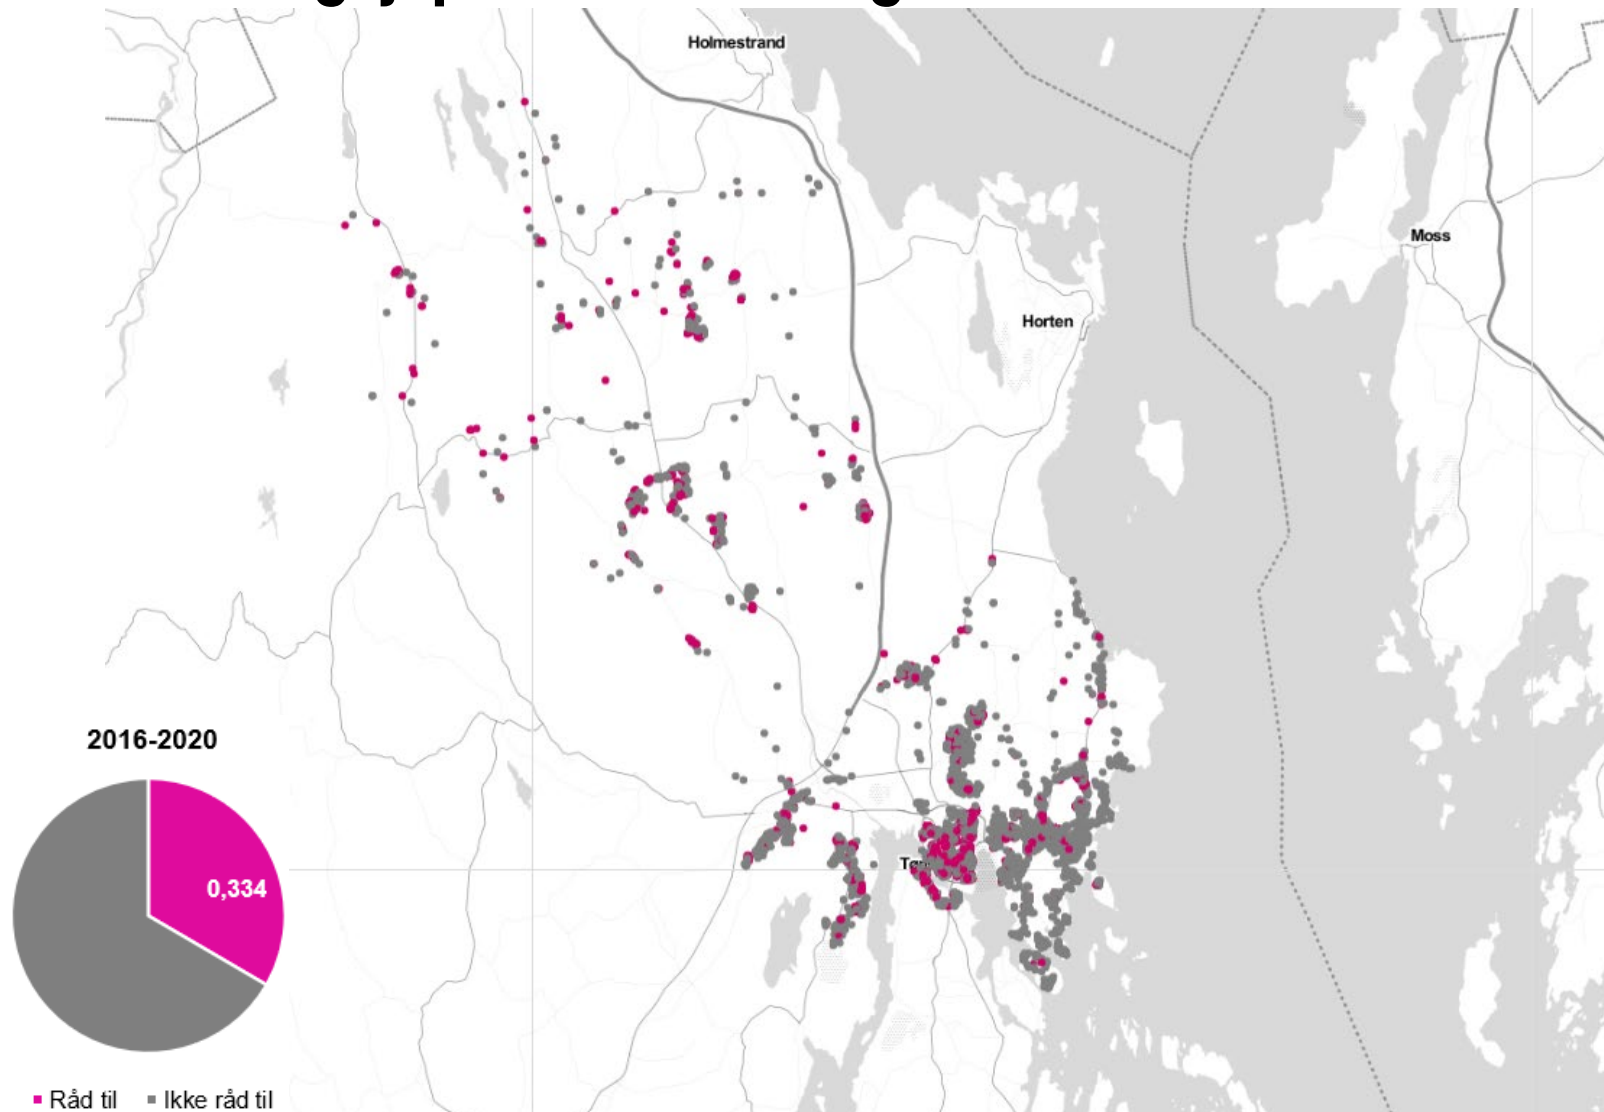 Holmestrand
Moss
Horten
2016-2020
0,334
Råd til
Ikke råd til